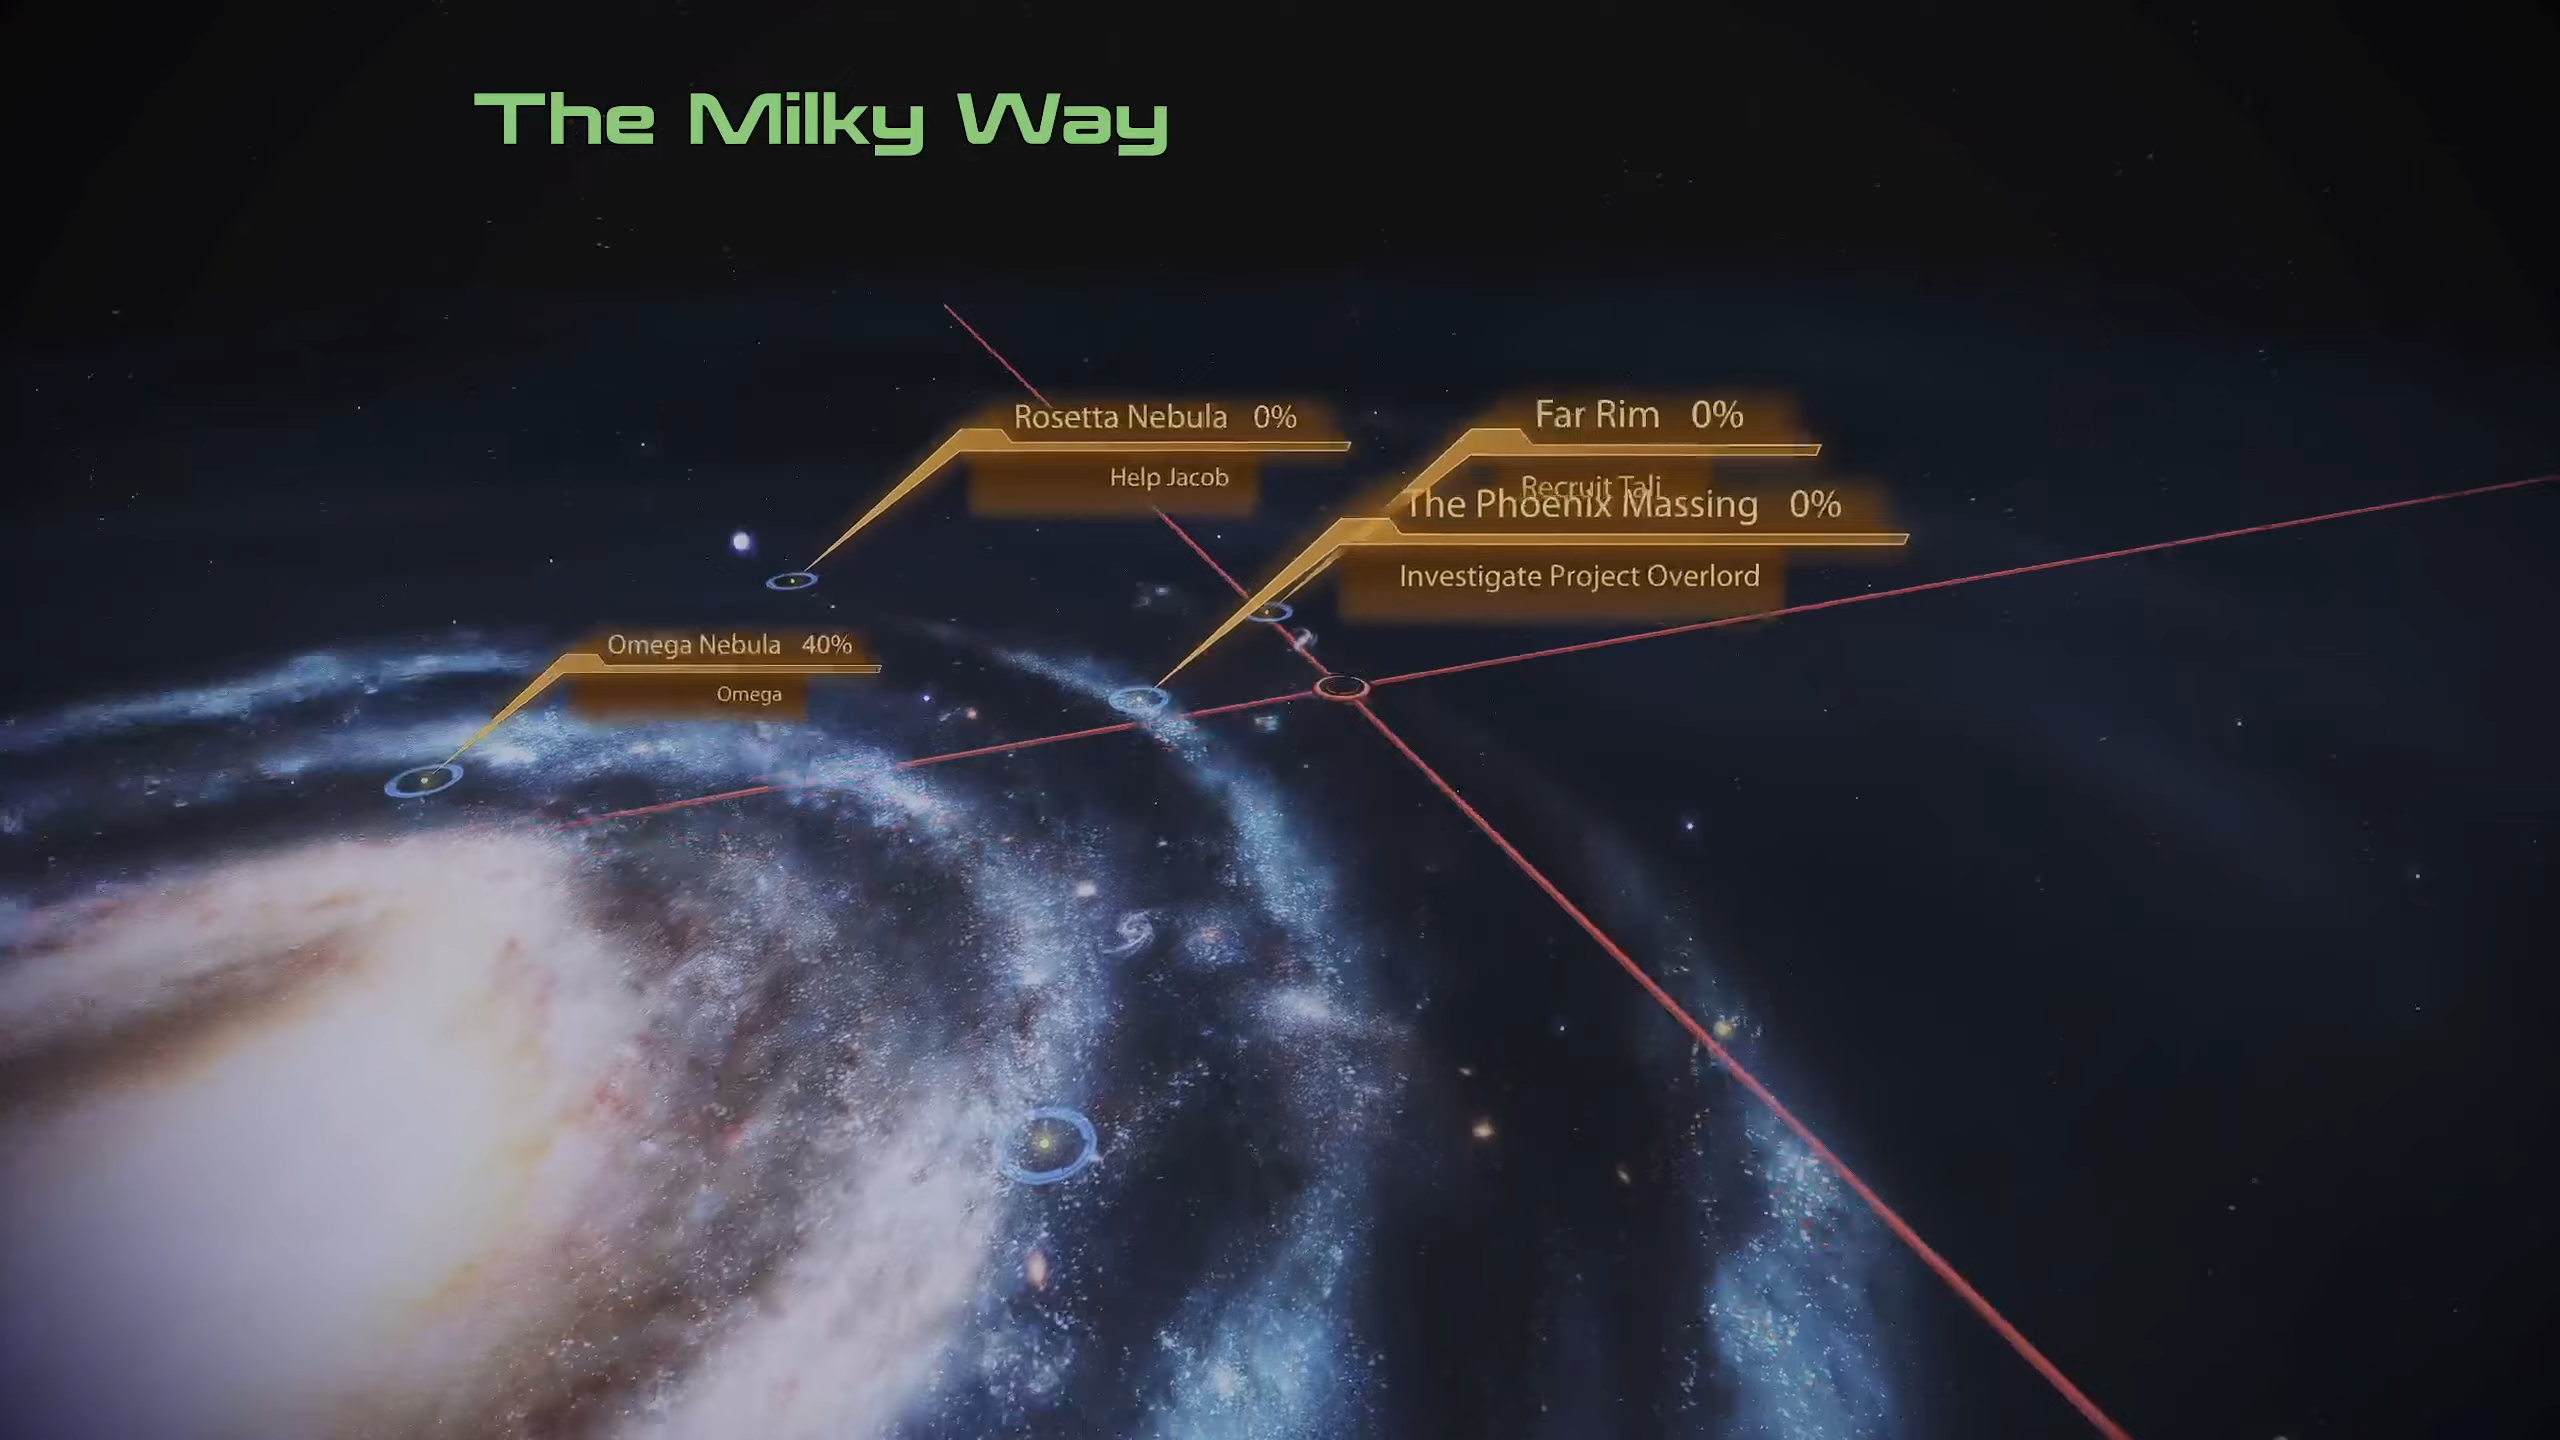 The Milky Way
Rosetta Nebula 0%
Help Jacob
Far Rim 0%
Recruit Tali
The Phoenix Massing 0%
Investigate Project Overlord
Omega Nebula 40%
Omega